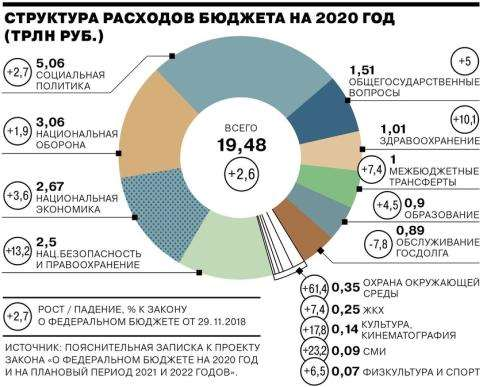 СТРУКТУРА РАСХОДОВ БЮДЖЕТА НА 2020 ГОД
(ТРЛН РУБ.)
+2,7
5,06
СОЦИАЛЬНАЯ
ПОЛИТИКА
+1,9
3,06
НАЦИОНАЛЬНАЯ
ОБОРОНА
+3,6
2,67
НАЦИОНАЛЬНАЯ
ЭКОНОМИКА
+13,2
2,5
НАЦ.БЕЗОПАСНОСТЬ
И ПРАВООХРАНЕНИЕ
ВСЕГО
19,48
+2,6
+5
1,51
ОБЩЕГОСУДАРСТВЕННЫЕ
ВОПРОСЫ
+10,1
1,01
ЗДРАВООХРАНЕНИЕ
+7,4
1
МЕЖБЮДЖЕТНЫЕ
ТРАНСФЕРТЫ
+4,5
0,9
ОБРАЗОВАНИЕ
-7,8
0,89
ОБСЛУЖИВАНИЕ
ГОСДОЛГА
+61,4 0,35 ОХРАНА ОКРУЖАЮЩЕЙ
СРЕДЫ
+7,4 0,25 ЖКХ
+17,8 0,14 КУЛЬТУРА,
КИНЕМАТОГРАФИЯ
+23,2 0,09 СМИ
+6,5 0,07 ФИЗКУЛЬТУРА И СПОРТ
+2,7
РОСТ / ПАДЕНИЕ, % К ЗАКОНУ
О ФЕДЕРАЛЬНОМ БЮДЖЕТЕ ОТ 29.11.2018
ИСТОЧНИК: ПОЯСНИТЕЛЬНАЯ ЗАПИСКА К ПРОЕКТУ
ЗАКОНА «О ФЕДЕРАЛЬНОМ БЮДЖЕТЕ НА 2020 ГОД
И НА ПЛАНОВЫЙ ПЕРИОД 2021 И 2022 ГОДОВ».